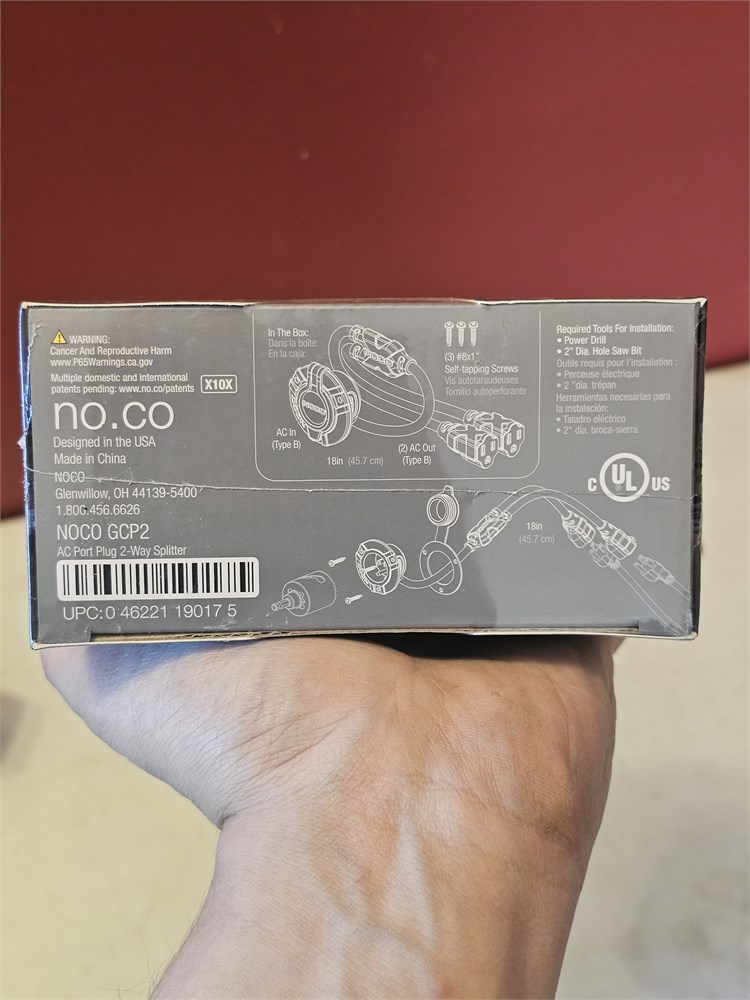 WARNING:
Cancer And Reproductive Harm
www.P65Warnings.ca.gov
Multiple domestic and international
patents pending: www.no.co/patents
X10X
no.co
Designed in the USA
Made in China
NOCO
Glenwillow, OH 44139-5400
1.800.456.6626
NOCO GCP2
AC Port Plug 2-Way Splitter
UPC: 0 46221 19017 5
In The Box:
Dans la boîte:
En la caja:
AC In
(Type B)
18in (45.7 cm)
(2) AC Out
(Type B)
(3) #8x1"
Self-tapping Screws
Vis autotaraudeuses
Tornilio autoperforante
Required Tools For Installation:
• Power Drill
• 2" Dia. Hole Saw Bit
Outils requis pour l'installation :
• Perceuse électrique
• 2 "dia. trépan
Herramientas necesarias para
la instalación:
• Taladro eléctrico
• 2" dia. broca-sierra
C UL US
18in
(45.7 cm)